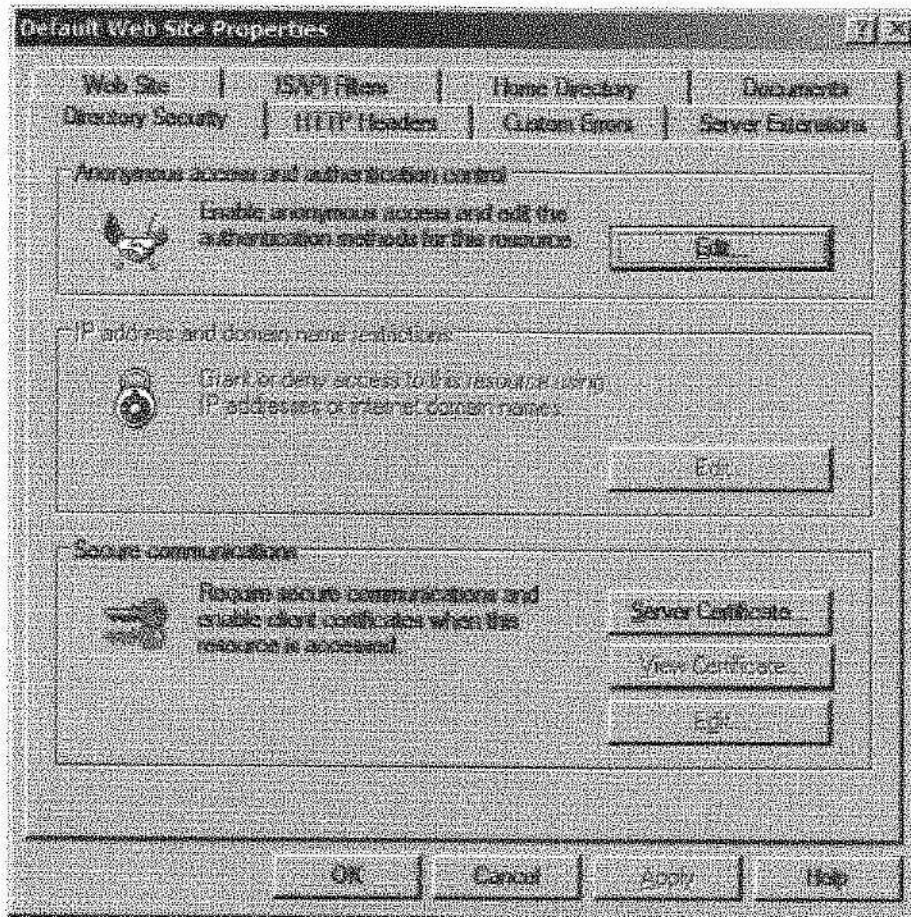 Default Web Site Properties
Web Site ISAPI Filters Home Directory Documents
Directory Security HTTP Headers Custom Errors Server Extensions
Anonymous access and authentication control
Enable anonymous access and edit the
authentication methods for this resource.
Edit...
IP address and domain name restrictions
Grant or deny access to this resource using
IP addresses or internet domain names.
Edit...
Secure communications
Require secure communications and
enable client certificates when this
resource is accessed.
Server Certificate...
View Certificate...
Edit...
OK Cancel Apply Help